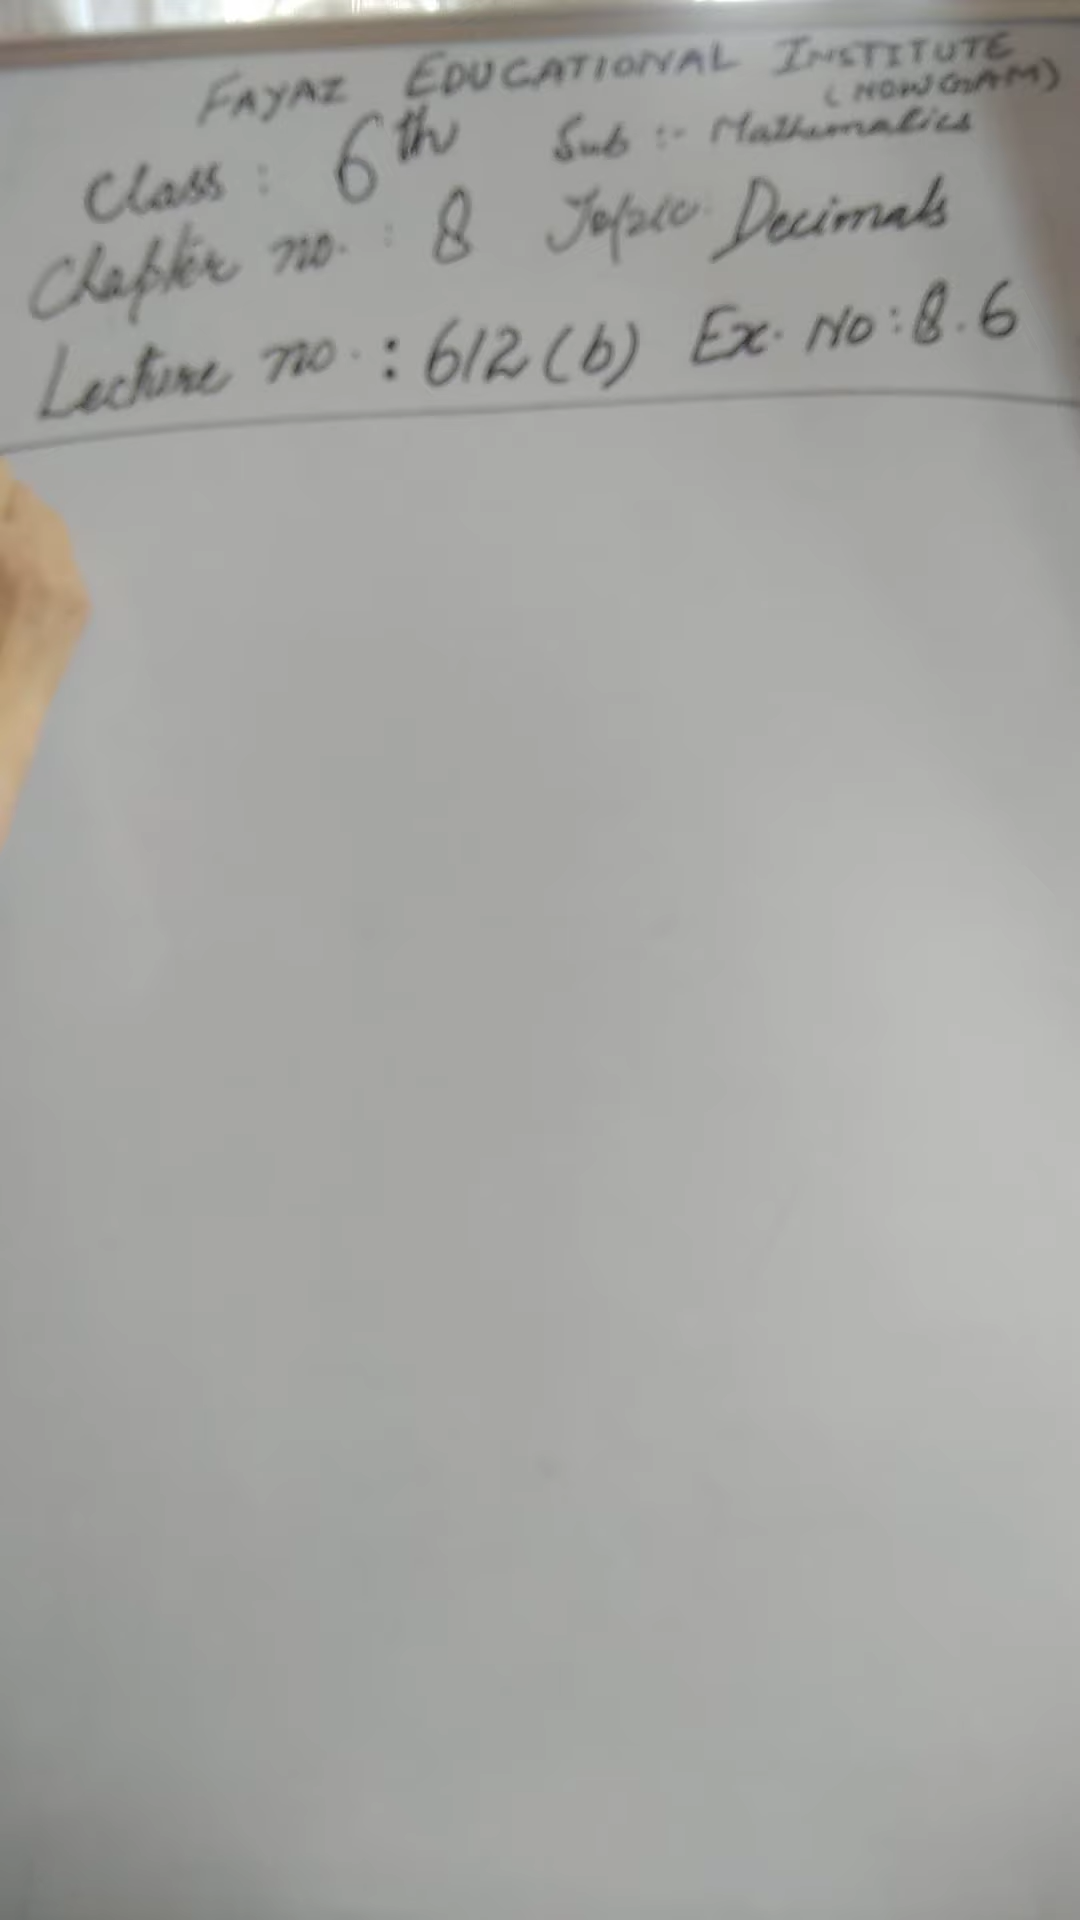 FAYAZ EDUCATIONAL INSTITUTE
(NOWGAM)
Class : 6th Sub :- Mathematics
Chapter no. : 8 Topic Decimals
Lecture no. : 612(b) Ex. No : 8.6